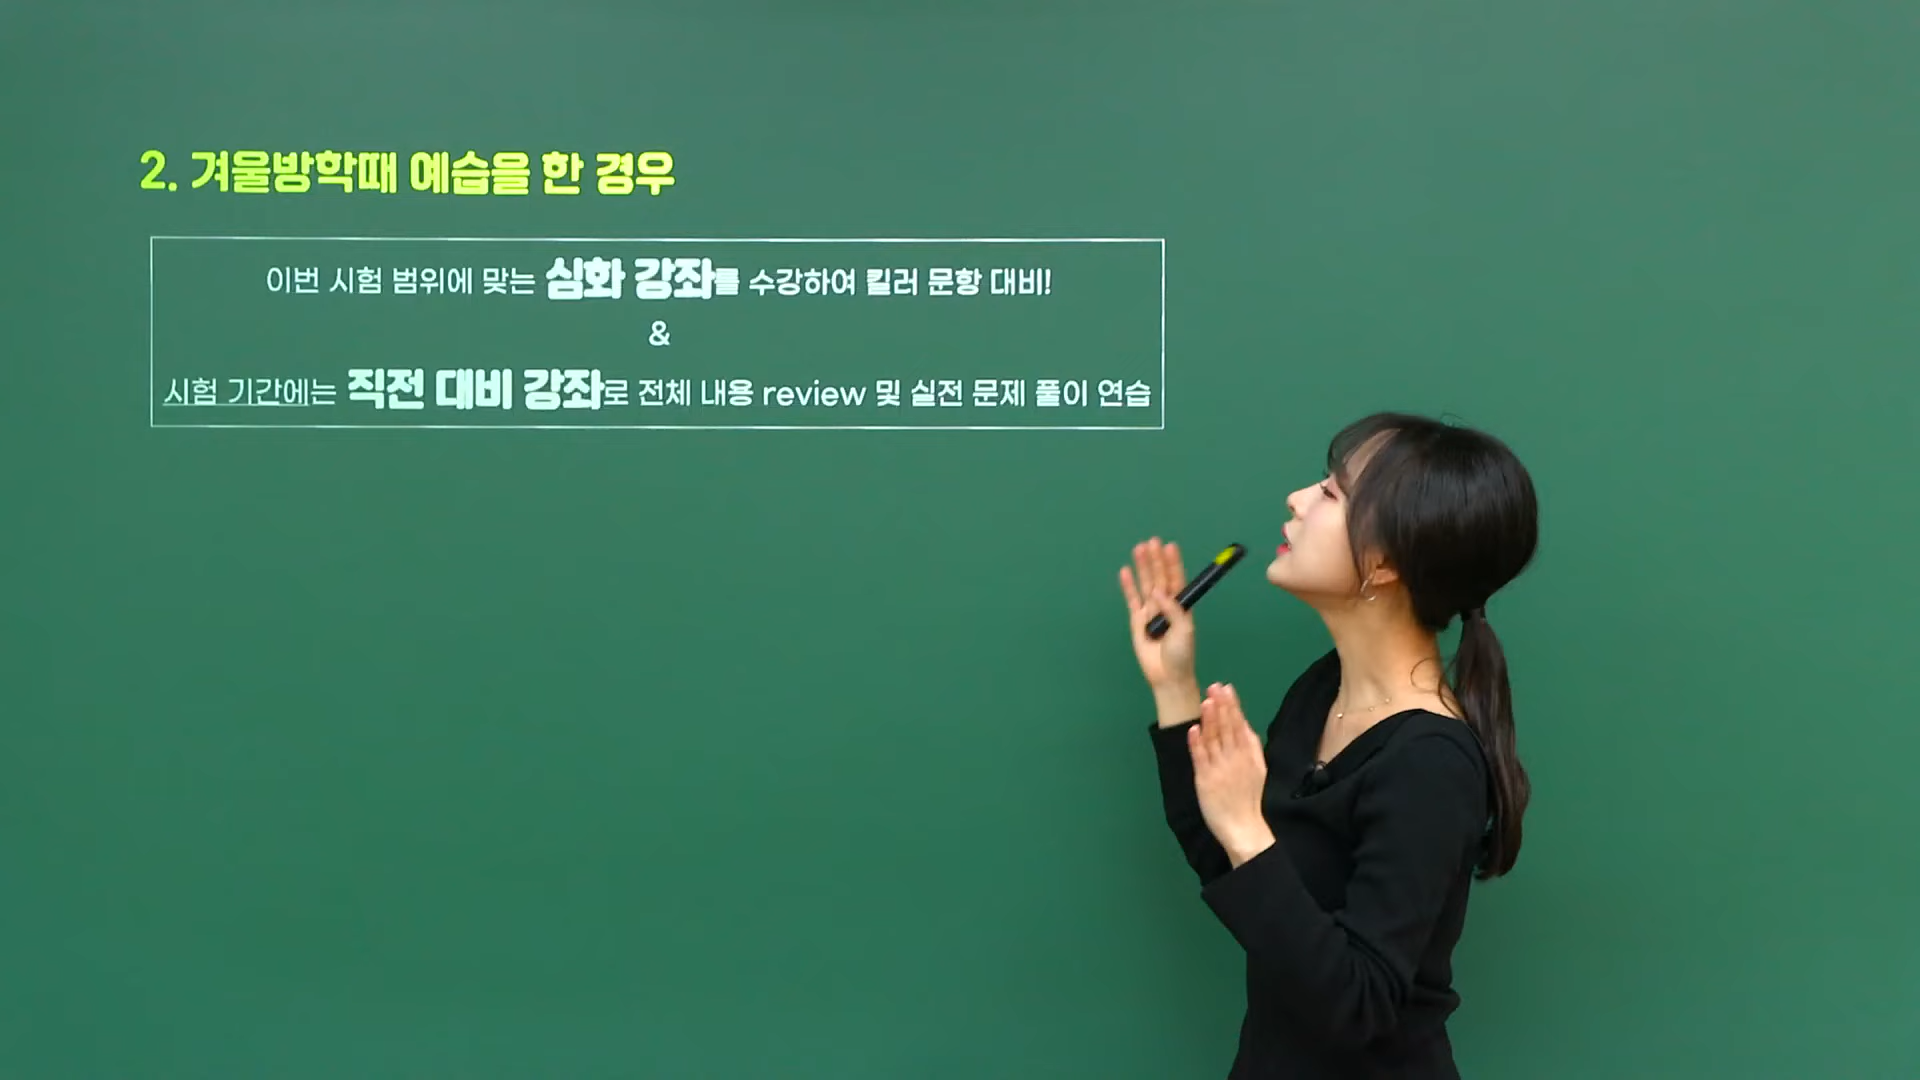 2. 겨울방학때 예습을 한 경우
이번 시험 범위에 맞는 심화 강좌를 수강하여 킬러 문항 대비!
&
시험 기간에는 직전 대비 강좌로 전체 내용 review 및 실전 문제 풀이 연습